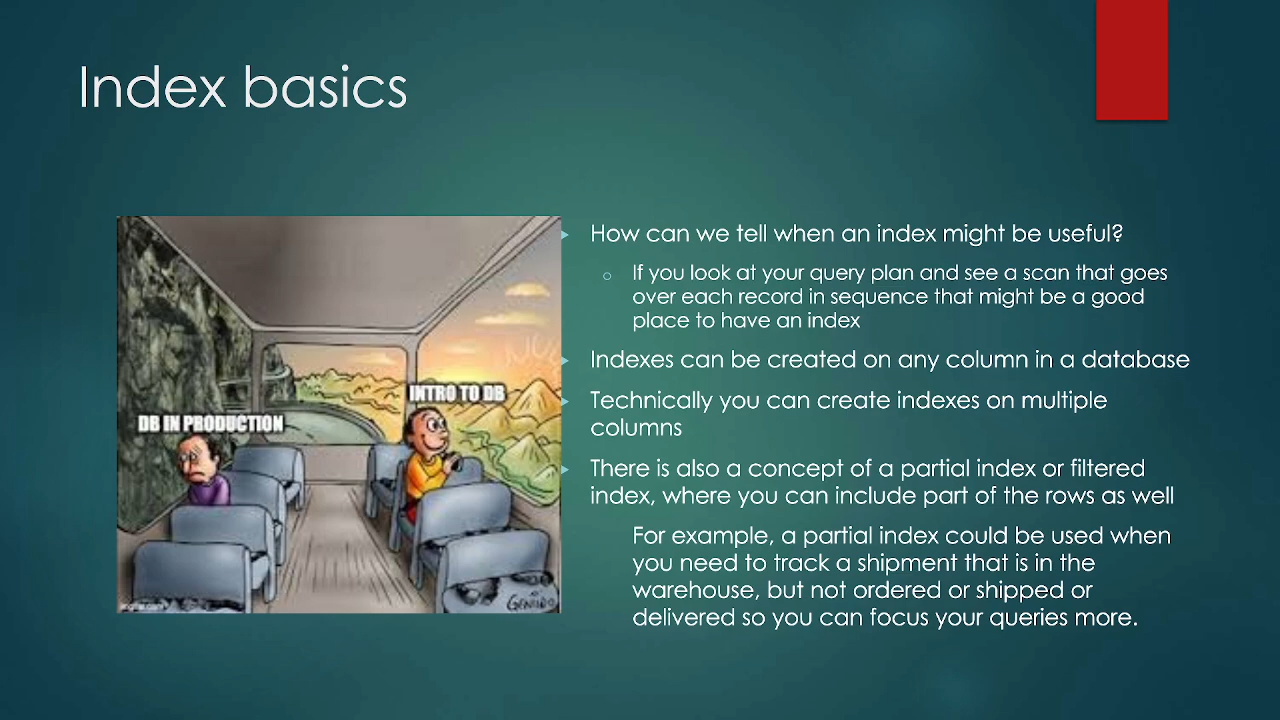 Index basics
DB IN PRODUCTION
INTRO TO DB
imgflip.com
How can we tell when an index might be useful?
If you look at your query plan and see a scan that goes
over each record in sequence that might be a good
place to have an index
Indexes can be created on any column in a database
Technically you can create indexes on multiple
columns
There is also a concept of a partial index or filtered
index, where you can include part of the rows as well
For example, a partial index could be used when
you need to track a shipment that is in the
warehouse, but not ordered or shipped or
delivered so you can focus your queries more.